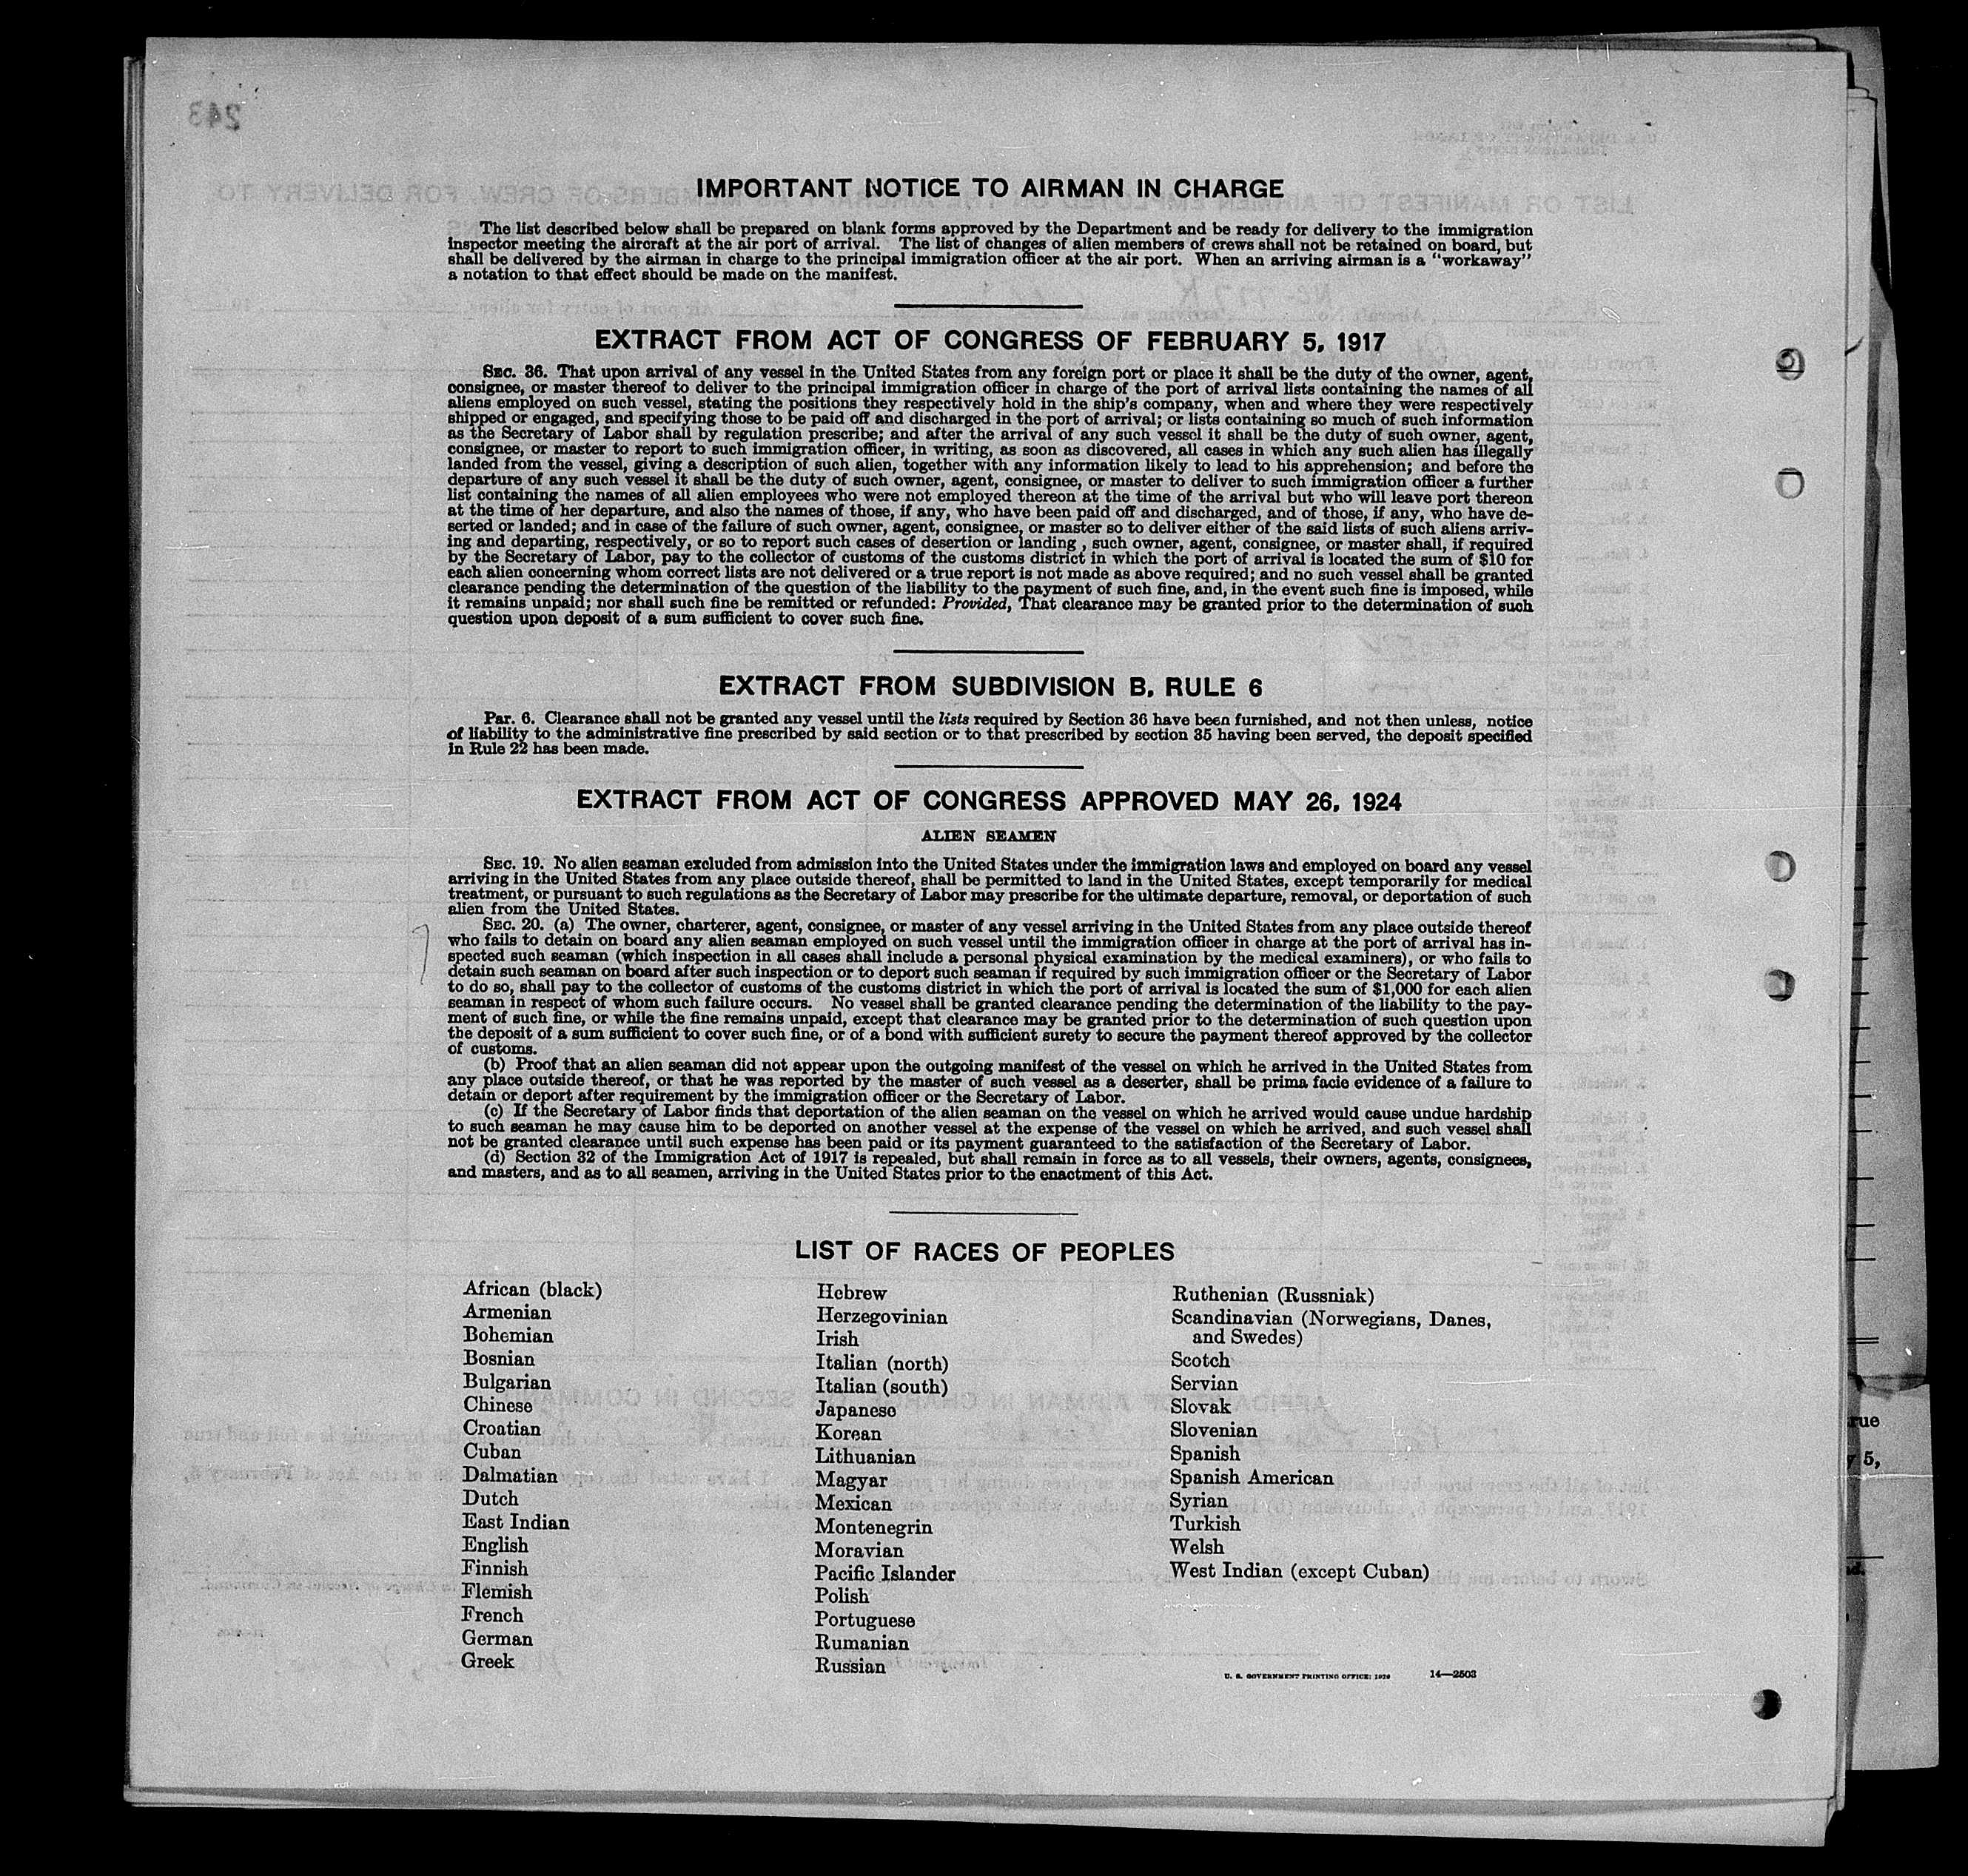 IMPORTANT NOTICE TO AIRMAN IN CHARGE
The list described below shall be prepared on blank forms approved by the Department and be ready for delivery to the immigration
inspector meeting the aircraft at the air port of arrival. The list of changes of alien members of crews shall not be retained on board, but
shall be delivered by the airman in charge to the principal immigration officer at the air port. When an arriving airman is a "workaway"
a notation to that effect should be made on the manifest.
EXTRACT FROM ACT OF CONGRESS OF FEBRUARY 5, 1917
SEC. 36. That upon arrival of any vessel in the United States from any foreign port or place it shall be the duty of the owner, agent,
consignee, or master thereof to deliver to the principal immigration officer in charge of the port of arrival lists containing the names of all
aliens employed on such vessel, stating the positions they respectively hold in the ship's company, when and where they were respectively
shipped or engaged, and specifying those to be paid off and discharged in the port of arrival; or lists containing so much of such information
as the Secretary of Labor shall by regulation prescribe; and after the arrival of any such vessel it shall be the duty of such owner, agent,
consignee, or master to report to such immigration officer, in writing, as soon as discovered, all cases in which any such alien has illegally
landed from the vessel, giving a description of such alien, together with any information likely to lead to his apprehension; and before the
departure of any such vessel it shall be the duty of such owner, agent, consignee, or master to deliver to such immigration officer a further
list containing the names of all alien employees who were not employed thereon at the time of the arrival but who will leave port thereon
at the time of her departure, and also the names of those, if any, who have been paid off and discharged, and of those, if any, who have de-
serted or landed; and in case of the failure of such owner, agent, consignee, or master so to deliver either of the said lists of such aliens arriv-
ing and departing, respectively, or so to report such cases of desertion or landing , such owner, agent, consignee, or master shall, if required
by the Secretary of Labor, pay to the collector of customs of the customs district in which the port of arrival is located the sum of $10 for
each alien concerning whom correct lists are not delivered or a true report is not made as above required; and no such vessel shall be granted
clearance pending the determination of the question of the liability to the payment of such fine, and, in the event such fine is imposed, while
it remains unpaid; nor shall such fine be remitted or refunded: Provided, That clearance may be granted prior to the determination of such
question upon deposit of a sum sufficient to cover such fine.
EXTRACT FROM SUBDIVISION B, RULE 6
Par. 6. Clearance shall not be granted any vessel until the lists required by Section 36 have been furnished, and not then unless, notice
of liability to the administrative fine prescribed by said section or to that prescribed by section 35 having been served, the deposit specified
in Rule 22 has been made.
EXTRACT FROM ACT OF CONGRESS APPROVED MAY 26, 1924
ALIEN SEAMEN
SEC. 19. No alien seaman excluded from admission into the United States under the immigration laws and employed on board any vessel
arriving in the United States from any place outside thereof, shall be permitted to land in the United States, except temporarily for medical
treatment, or pursuant to such regulations as the Secretary of Labor may prescribe for the ultimate departure, removal, or deportation of such
alien from the United States.
SEC. 20. (a) The owner, charterer, agent, consignee, or master of any vessel arriving in the United States from any place outside thereof
who fails to detain on board any alien seaman employed on such vessel until the immigration officer in charge at the port of arrival has in-
spected such seaman (which inspection in all cases shall include a personal physical examination by the medical examiners), or who fails to
detain such seaman on board after such inspection or to deport such seaman if required by such immigration officer or the Secretary of Labor
to do so, shall pay to the collector of customs of the customs district in which the port of arrival is located the sum of $1,000 for each alien
seaman in respect of whom such failure occurs. No vessel shall be granted clearance pending the determination of the liability to the pay-
ment of such fine, or while the fine remains unpaid, except that clearance may be granted prior to the determination of such question upon
the deposit of a sum sufficient to cover such fine, or of a bond with sufficient surety to secure the payment thereof approved by the collector
of customs.
(b) Proof that an alien seaman did not appear upon the outgoing manifest of the vessel on which he arrived in the United States from
any place outside thereof, or that he was reported by the master of such vessel as a deserter, shall be prima facie evidence of a failure to
detain or deport after requirement by the immigration officer or the Secretary of Labor.
(c) If the Secretary of Labor finds that deportation of the alien seaman on the vessel on which he arrived would cause undue hardship
to such seaman he may cause him to be deported on another vessel at the expense of the vessel on which he arrived, and such vessel shall
not be granted clearance until such expense has been paid or its payment guaranteed to the satisfaction of the Secretary of Labor.
(d) Section 32 of the Immigration Act of 1917 is repealed, but shall remain in force as to all vessels, their owners, agents, consignees,
and masters, and as to all seamen, arriving in the United States prior to the enactment of this Act.
LIST OF RACES OF PEOPLES
African (black)
Armenian
Bohemian
Bosnian
Bulgarian
Chinese
Croatian
Cuban
Dalmatian
Dutch
East Indian
English
Finnish
Flemish
French
German
Greek
Hebrew
Herzegovinian
Irish
Italian (north)
Italian (south)
Japanese
Korean
Lithuanian
Magyar
Mexican
Montenegrin
Moravian
Pacific Islander
Polish
Portuguese
Rumanian
Russian
Ruthenian (Russniak)
Scandinavian (Norwegians, Danes,
and Swedes)
Scotch
Servian
Slovak
Slovenian
Spanish
Spanish American
Syrian
Turkish
Welsh
West Indian (except Cuban)
U. S. GOVERNMENT PRINTING OFFICE:
14—2503